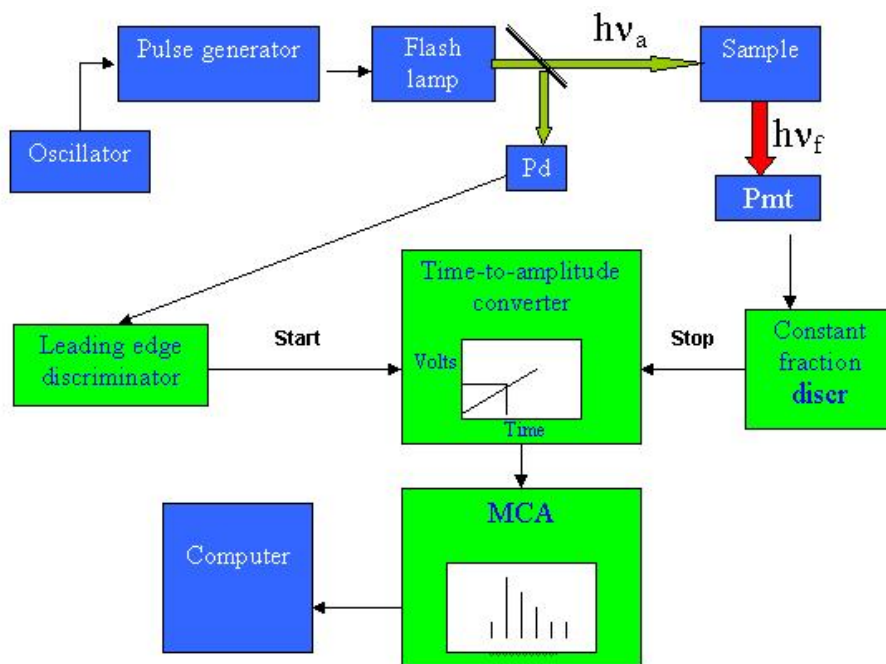 Pulse generator
Flash
lamp
hνa
Sample
Oscillator
Pd
hνf
Pmt
Time-to-amplitude
converter
Leading edge
discriminator
Start
Volts
Time
Stop
Constant
fraction
discr
MCA
Computer